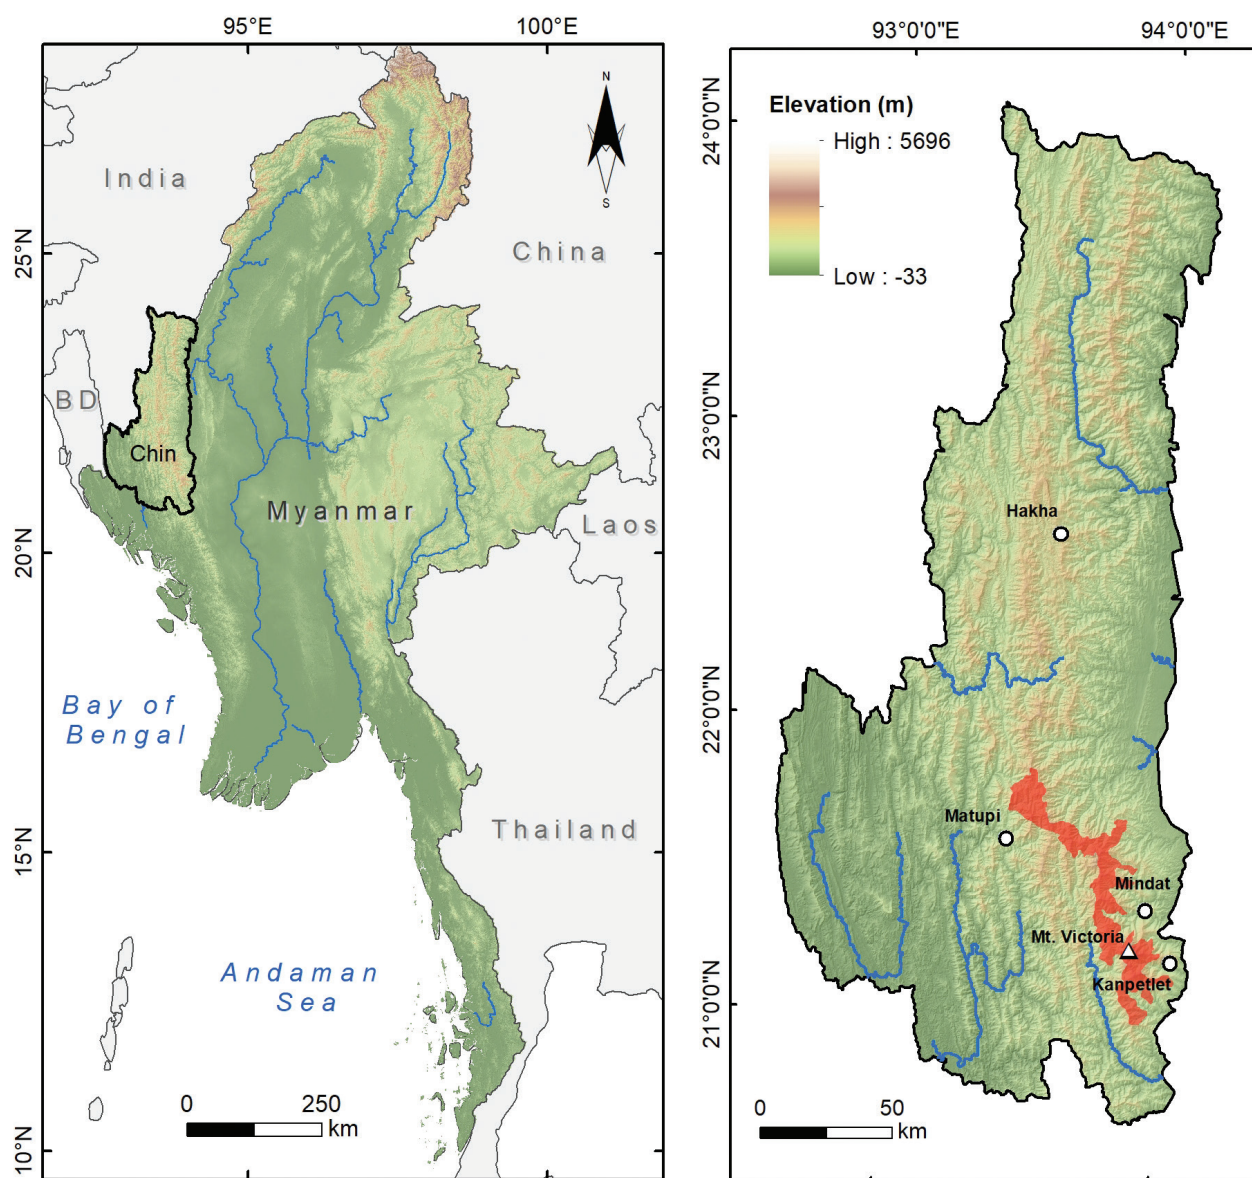 95°E
100°E
25°N
20°N
15°N
10°N
N
S
India
China
BD
Chin
Myanmar
Laos
Bay of
Bengal
Thailand
Andaman
Sea
0
250
km
93°0'0"E
94°0'0"E
24°0'0"N
23°0'0"N
22°0'0"N
21°0'0"N
Elevation (m)
High : 5696
Low : -33
Hakha
Matupi
Mindat
Mt. Victoria
Kanpetlet
0
50
km